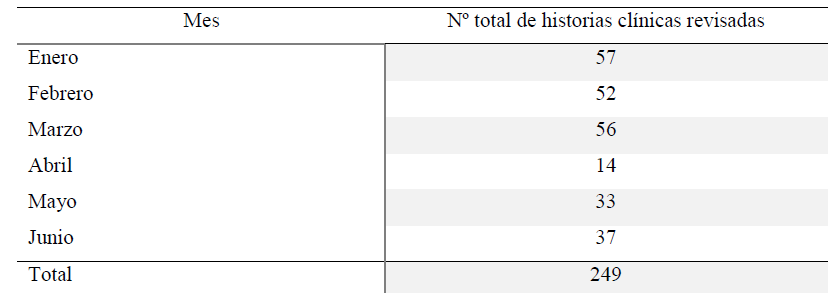 Mes Nº total de historias clínicas revisadas
Enero 57
Febrero 52
Marzo 56
Abril 14
Mayo 33
Junio 37
Total 249